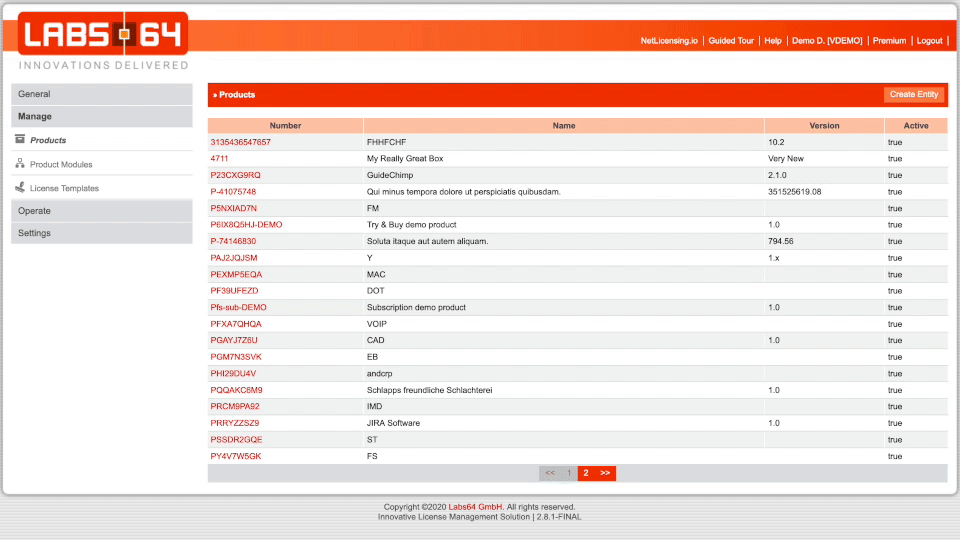 LABS 64
INNOVATIONS DELIVERED
NetLicensing.io | Guided Tour | Help | Demo D. [VDEMO] | Premium | Logout |
General
Manage
Products
Product Modules
License Templates
Operate
Settings
» Products Create Entity
Number Name Version Active
3135436547657 FHHFCHF 10.2 true
4711 My Really Great Box Very New true
P23CXG9RQ GuideChimp 2.1.0 true
P-41075748 Qui minus tempora dolore ut perspiciatis quibusdam. 351525619.08 true
P5NXIAD7N FM true
P6IX8Q5HJ-DEMO Try & Buy demo product 1.0 true
P-74146830 Soluta itaque aut autem aliquam. 794.56 true
PAJ2JQJSM Y 1.x true
PEXMP5EQA MAC true
PF39UFEZD DOT true
Pfs-sub-DEMO Subscription demo product 1.0 true
PFXA7QHQA VOIP true
PGAYJ7Z6U CAD 1.0 true
PGM7N3SVK EB true
PHI29DU4V andcrp true
PQQAKC6M9 Schlapps freundliche Schlachterei 1.0 true
PRCM9PA92 IMD true
PRRYZZSZ9 JIRA Software 1.0 true
PSSDR2GQE ST true
PY4V7W5GK FS true
<< 1 2 >>
Copyright ©2020 Labs64 GmbH. All rights reserved.
Innovative License Management Solution | 2.8.1-FINAL